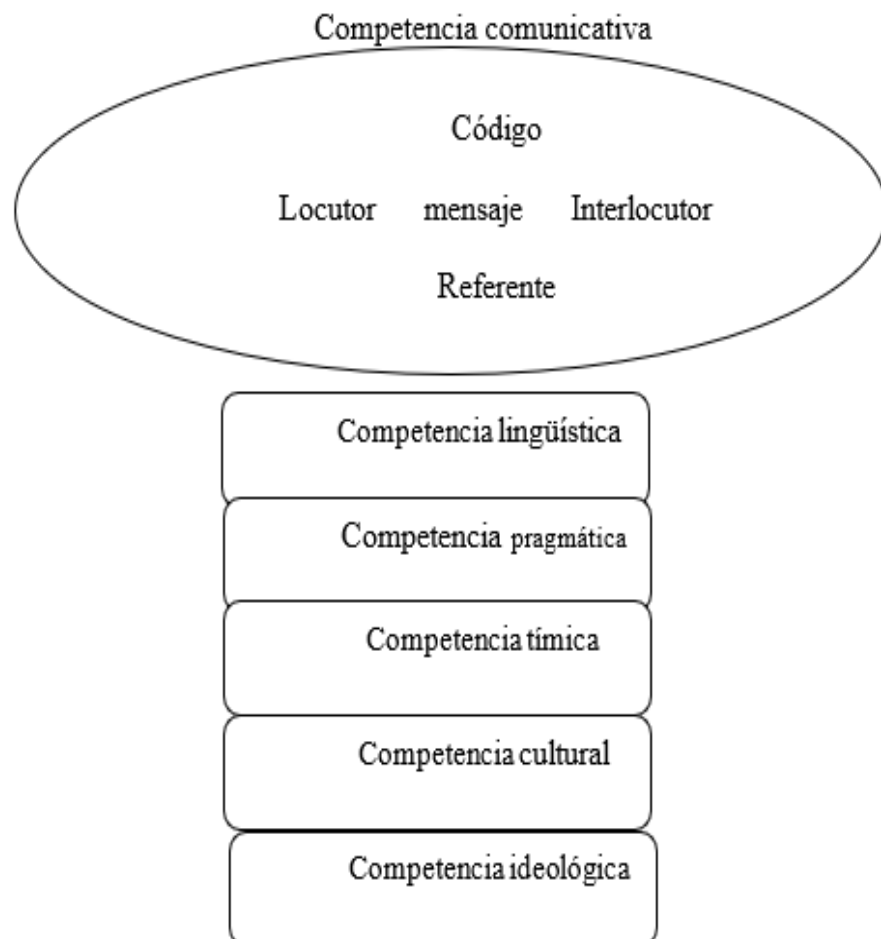 Competencia comunicativa
Código
Locutor mensaje Interlocutor
Referente
Competencia lingüística
Competencia pragmática
Competencia tímica
Competencia cultural
Competencia ideológica